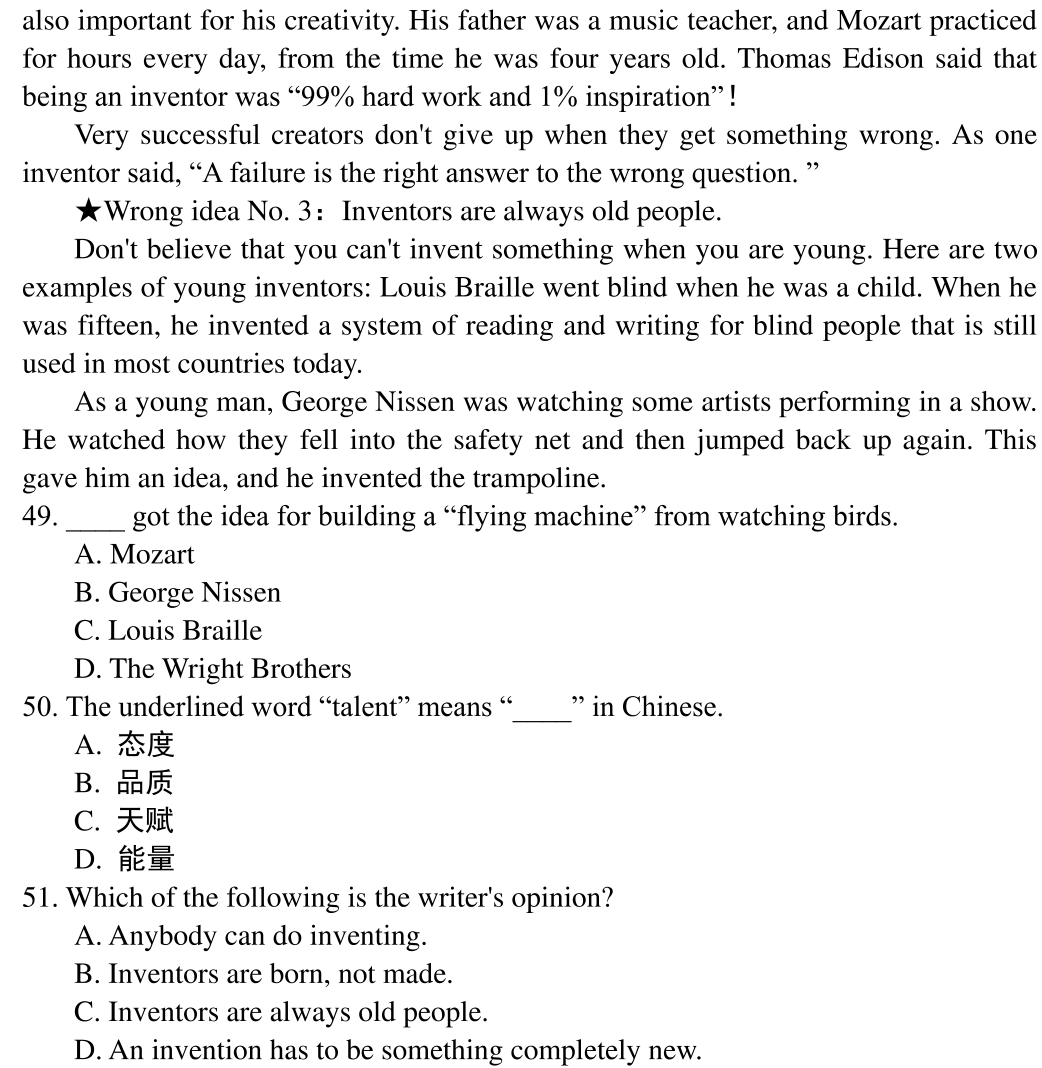 also important for his creativity. His father was a music teacher, and Mozart practiced
for hours every day, from the time he was four years old. Thomas Edison said that
being an inventor was “99% hard work and 1% inspiration”！
Very successful creators don't give up when they get something wrong. As one
inventor said, “A failure is the right answer to the wrong question. ”
★Wrong idea No. 3：Inventors are always old people.
Don't believe that you can't invent something when you are young. Here are two
examples of young inventors: Louis Braille went blind when he was a child. When he
was fifteen, he invented a system of reading and writing for blind people that is still
used in most countries today.
As a young man, George Nissen was watching some artists performing in a show.
He watched how they fell into the safety net and then jumped back up again. This
gave him an idea, and he invented the trampoline.
49. ____ got the idea for building a “flying machine” from watching birds.
A. Mozart
B. George Nissen
C. Louis Braille
D. The Wright Brothers
50. The underlined word “talent” means “____” in Chinese.
A. 态度
B. 品质
C. 天赋
D. 能量
51. Which of the following is the writer's opinion?
A. Anybody can do inventing.
B. Inventors are born, not made.
C. Inventors are always old people.
D. An invention has to be something completely new.